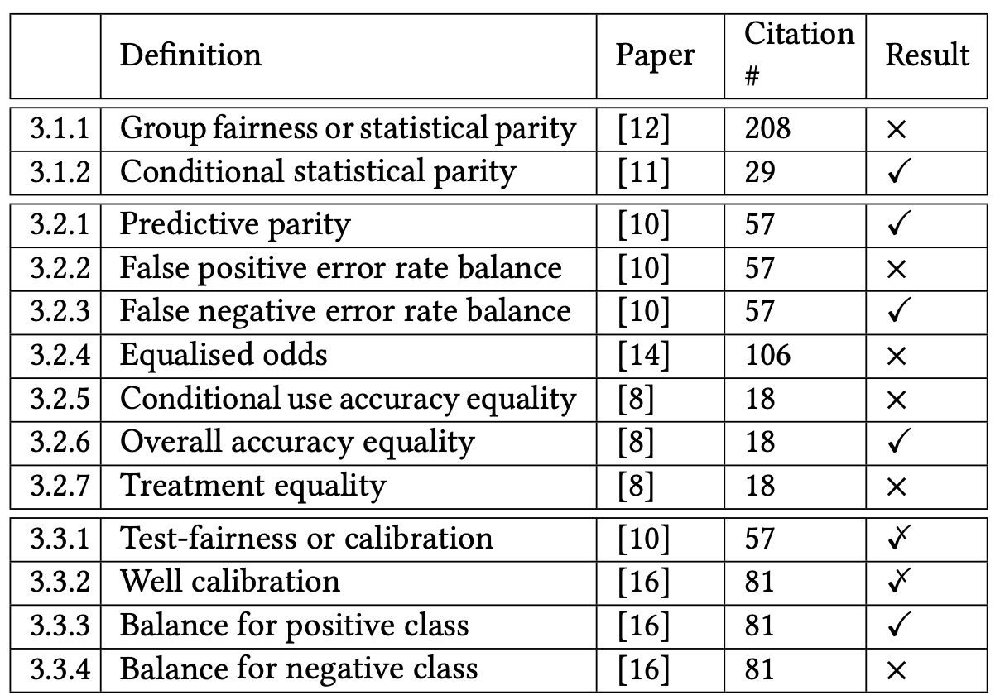 Definition Paper Citation # Result
3.1.1 Group fairness or statistical parity [12] 208 ×
3.1.2 Conditional statistical parity [11] 29 ✓
3.2.1 Predictive parity [10] 57 ✓
3.2.2 False positive error rate balance [10] 57 ×
3.2.3 False negative error rate balance [10] 57 ✓
3.2.4 Equalised odds [14] 106 ×
3.2.5 Conditional use accuracy equality [8] 18 ×
3.2.6 Overall accuracy equality [8] 18 ✓
3.2.7 Treatment equality [8] 18 ×
3.3.1 Test-fairness or calibration [10] 57 ✓̗
3.3.2 Well calibration [16] 81 ✓̗
3.3.3 Balance for positive class [16] 81 ✓
3.3.4 Balance for negative class [16] 81 ×